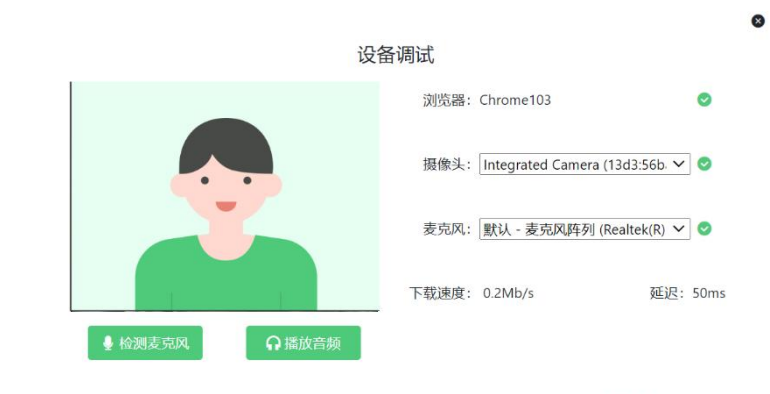 设备调试
浏览器： Chrome103
摄像头： Integrated Camera (13d3:56b
麦克风： 默认 - 麦克风阵列 (Realtek(R)
下载速度： 0.2Mb/s 延迟： 50ms
检测麦克风 播放音频